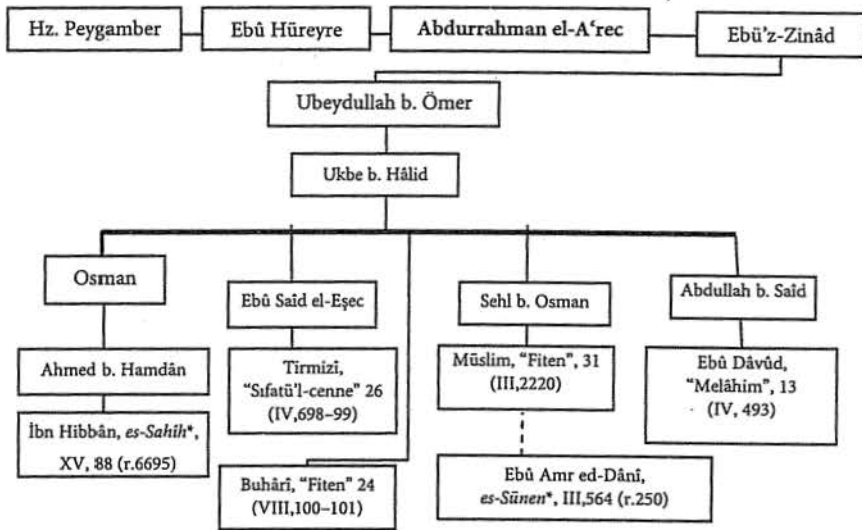 Hz. Peygamber
Ebû Hüreyre
Abdurrahman el-A‘rec
Ebü’z-Zinâd
Ubeydullah b. Ömer
Ukbe b. Hâlid
Osman
Ebû Saîd el-Eşec
Sehl b. Osman
Abdullah b. Saîd
Ahmed b. Hamdân
Tirmizî,
"Sıfatü’l-cenne" 26
(IV,698–99)
Müslim, "Fiten", 31
(III,2220)
Ebû Dâvûd,
"Melâhim", 13
(IV, 493)
İbn Hibbân, es-Sahîh*,
XV, 88 (r.6695)
Buhârî, "Fiten" 24
(VIII,100–101)
Ebû Amr ed-Dânî,
es-Sünen*, III,564 (r.250)